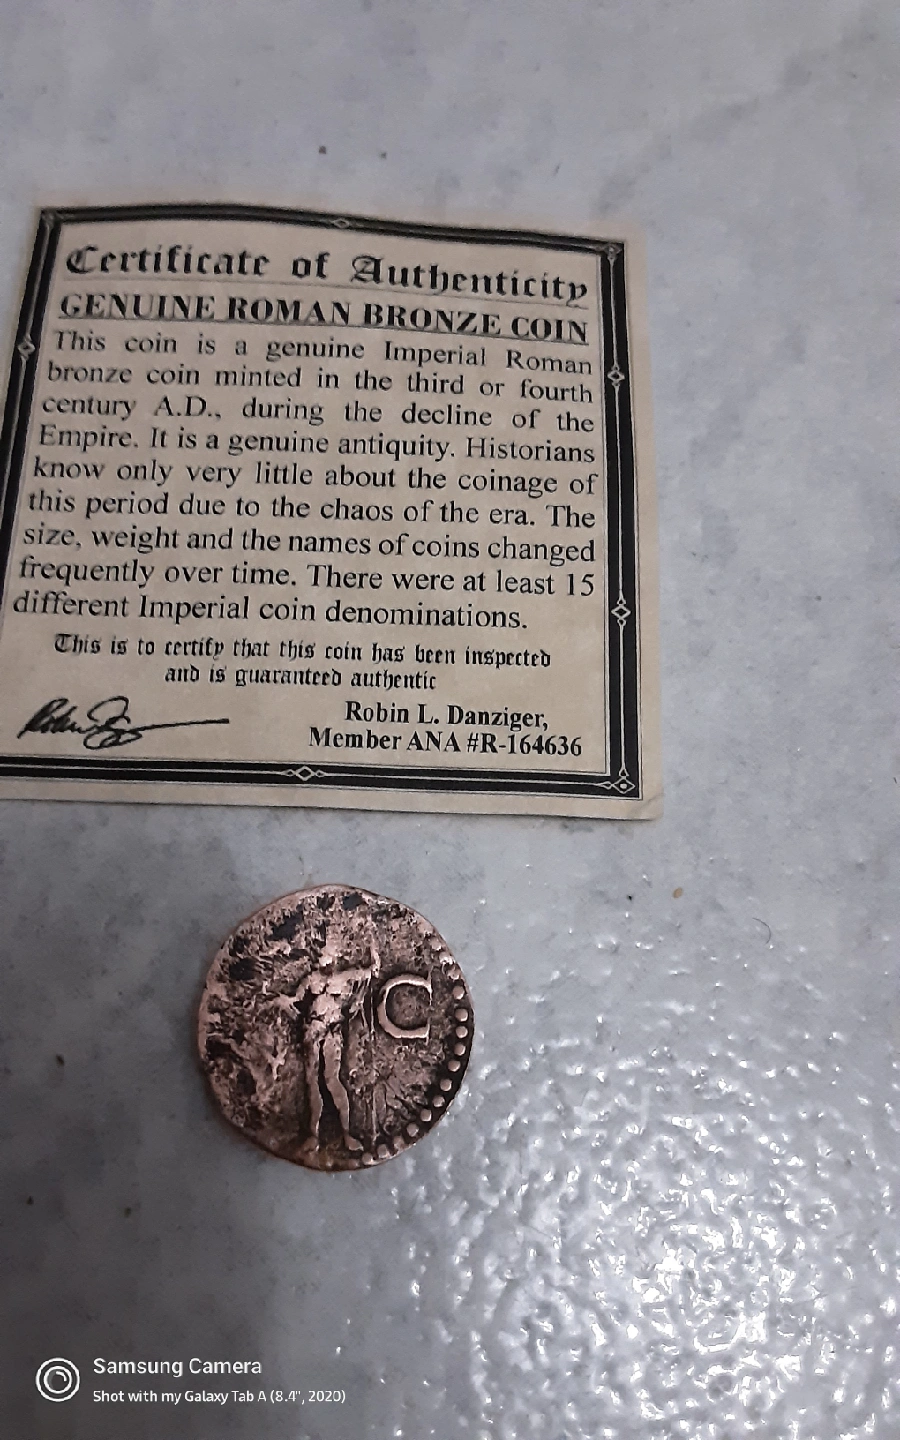 Certificate of Authenticity
GENUINE ROMAN BRONZE COIN
This coin is a genuine Imperial Roman
bronze coin minted in the third or fourth
century A.D., during the decline of the
Empire. It is a genuine antiquity. Historians
know only very little about the coinage of
this period due to the chaos of the era. The
size, weight and the names of coins changed
frequently over time. There were at least 15
different Imperial coin denominations.
This is to certify that this coin has been inspected
and is guaranteed authentic
Robin L. Danziger,
Member ANA #R-164636
C
Samsung Camera
Shot with my Galaxy Tab A (8.4", 2020)